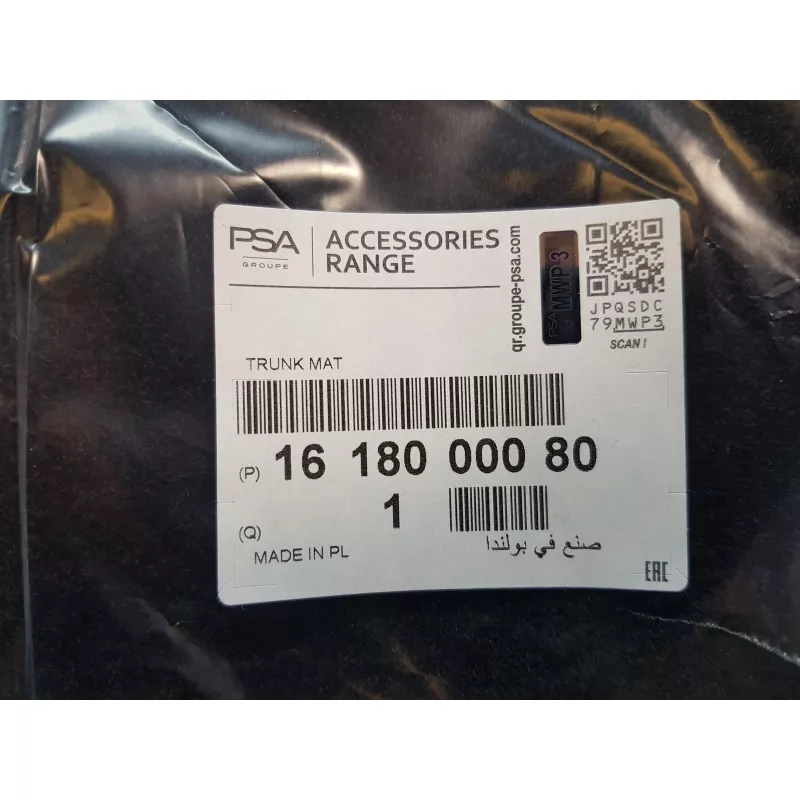 PSA
GROUPE
ACCESSORIES
RANGE
qr.groupe-psa.com
PSA MWP3
JPQSDC
79MWP3
SCAN !
TRUNK MAT
(P) 16 180 000 80
(Q) 1
MADE IN PL
صنع في بولندا
EAC